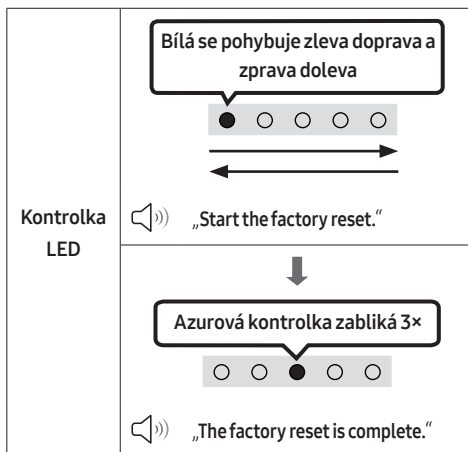 Kontrolka
LED
Bílá se pohybuje zleva doprava a
zprava doleva
„Start the factory reset.“
Azurová kontrolka zabliká 3×
„The factory reset is complete.“